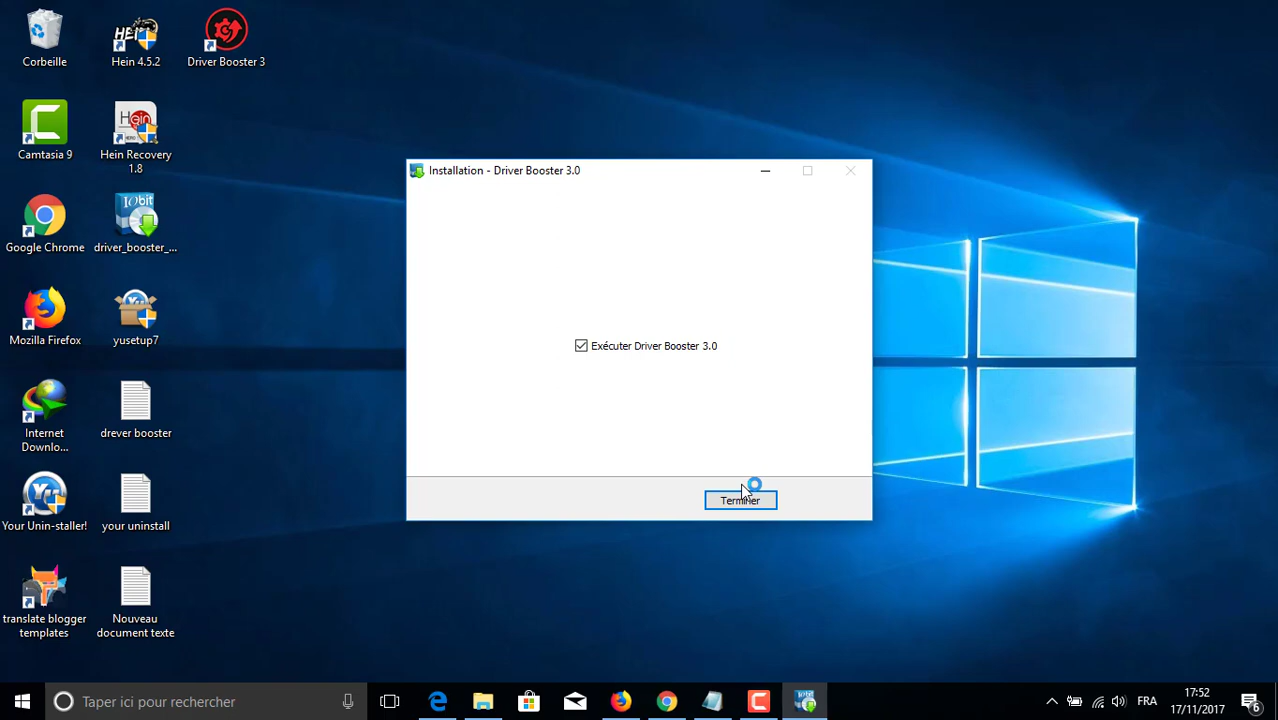 Corbeille
Hein 4.5.2
Driver Booster 3
Camtasia 9
Hein Recovery
1.8
Google Chrome
IObit
driver_booster_...
Mozilla Firefox
yusetup7
Internet
Downlo...
drever booster
Your Unin-staller!
your uninstall
translate blogger
templates
Nouveau
document texte
Installation - Driver Booster 3.0
Exécuter Driver Booster 3.0
Terminer
Taper ici pour rechercher
FRA
17:52
17/11/2017
6